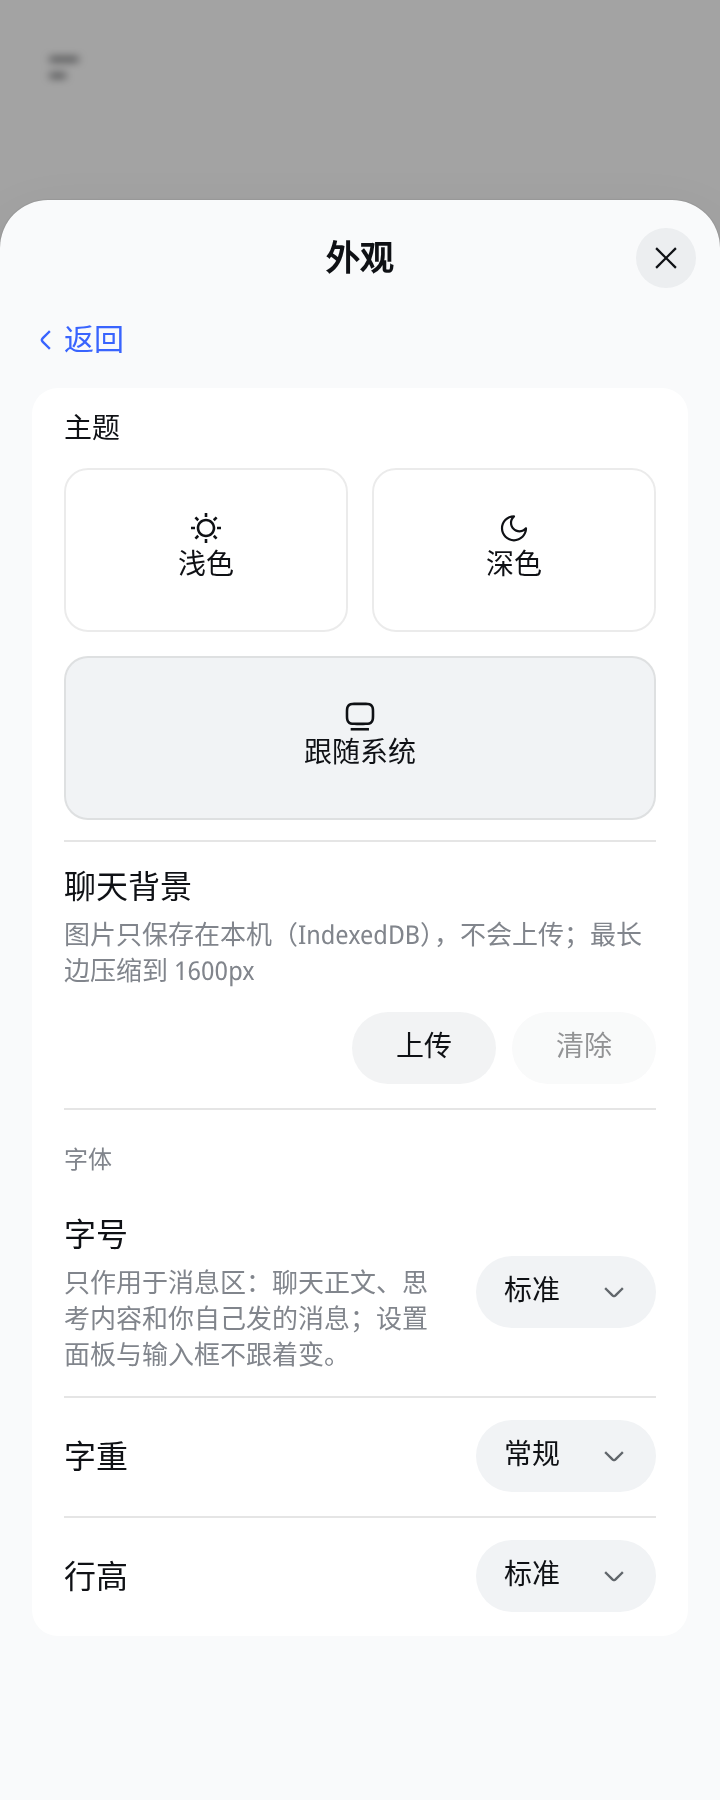 外观
返回
主题
浅色
深色
跟随系统
聊天背景
图片只保存在本机（IndexedDB），不会上传；最长
边压缩到 1600px
上传
清除
字体
字号
只作用于消息区：聊天正文、思
考内容和你自己发的消息；设置
面板与输入框不跟着变。
标准
字重
常规
行高
标准